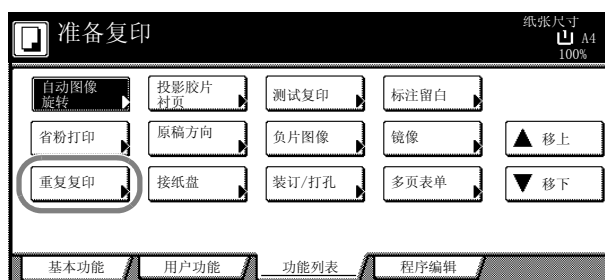 准备复印
纸张尺寸
A4
100%
自动图像
旋转
投影胶片
衬页
测试复印
标注留白
省粉打印
原稿方向
负片图像
镜像
移上
重复复印
接纸盘
装订/打孔
多页表单
移下
基本功能
用户功能
功能列表
程序编辑